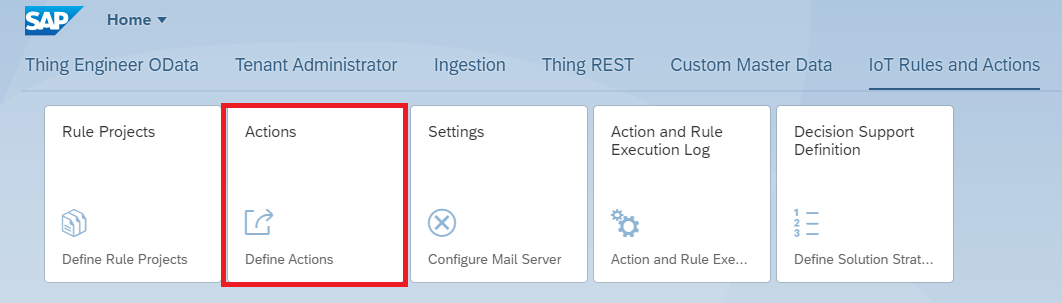 SAP Home
Thing Engineer OData Tenant Administrator Ingestion Thing REST Custom Master Data IoT Rules and Actions
Rule Projects
Define Rule Projects
Actions
Define Actions
Settings
Configure Mail Server
Action and Rule
Execution Log
Action and Rule Exe...
Decision Support
Definition
1
2
3
Define Solution Strat...